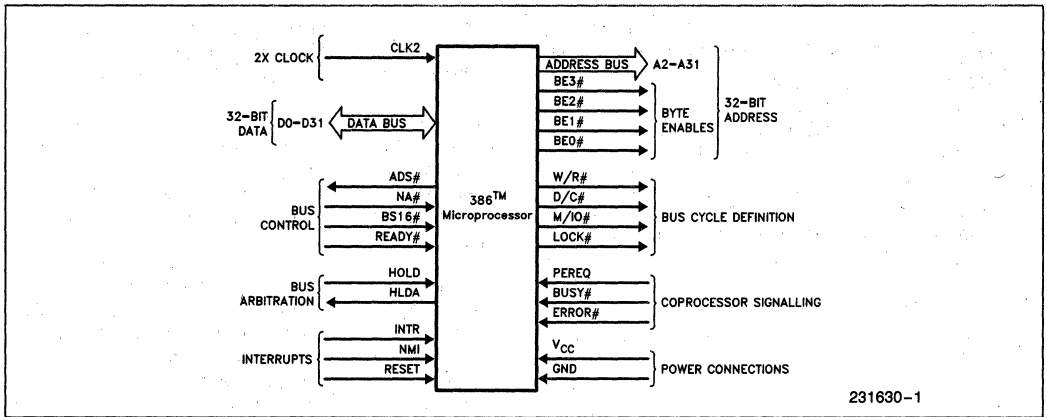 2X CLOCK
CLK2
ADDRESS BUS
A2-A31
BE3#
BE2#
BE1#
BE0#
BYTE
ENABLES
32-BIT
ADDRESS
32-BIT
DATA
D0-D31
DATA BUS
386TM
Microprocessor
BUS
CONTROL
ADS#
NA#
BS16#
READY#
W/R#
D/C#
M/IO#
LOCK#
BUS CYCLE DEFINITION
BUS
ARBITRATION
HOLD
HLDA
PEREQ
BUSY#
ERROR#
COPROCESSOR SIGNALLING
INTERRUPTS
INTR
NMI
RESET
VCC
GND
POWER CONNECTIONS
231630-1